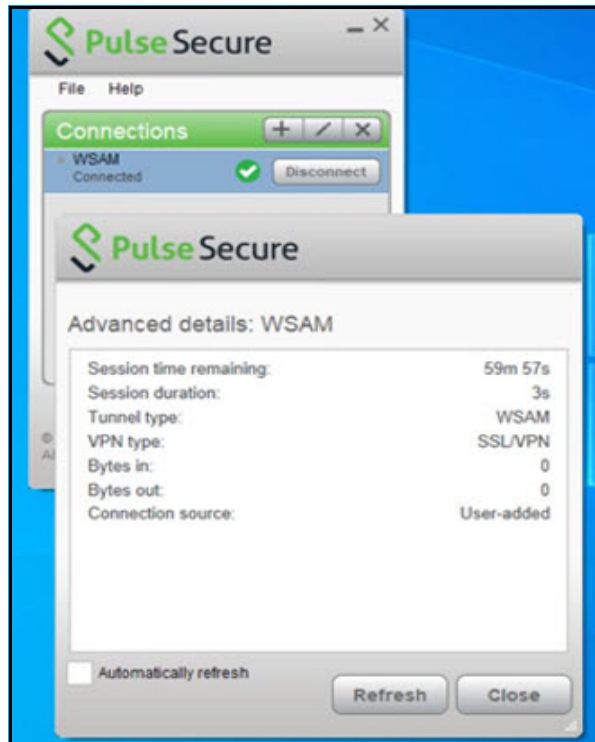 Pulse Secure
File Help
Connections
WSAM
Connected
Disconnect
Pulse Secure
Advanced details: WSAM
Session time remaining: 59m 57s
Session duration: 3s
Tunnel type: WSAM
VPN type: SSL/VPN
Bytes in: 0
Bytes out: 0
Connection source: User-added
Automatically refresh
Refresh Close